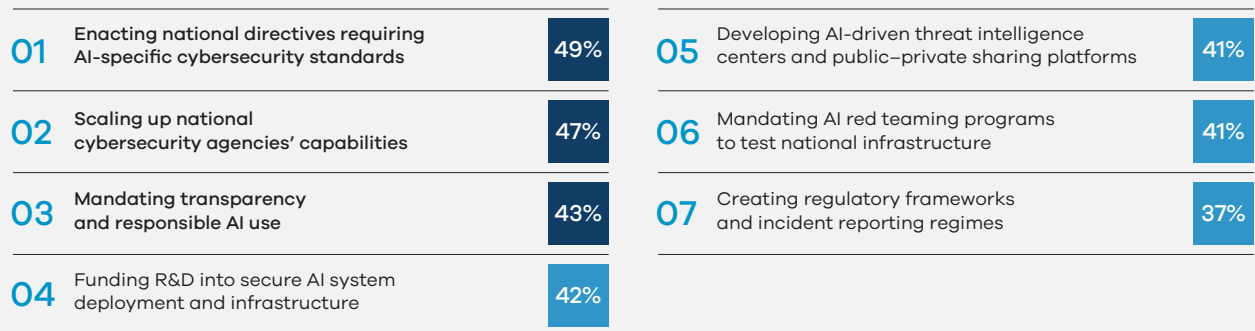 01
Enacting national directives requiring
AI-specific cybersecurity standards
49%
02
Scaling up national
cybersecurity agencies’ capabilities
47%
03
Mandating transparency
and responsible AI use
43%
04
Funding R&D into secure AI system
deployment and infrastructure
42%
05
Developing AI-driven threat intelligence
centers and public–private sharing platforms
41%
06
Mandating AI red teaming programs
to test national infrastructure
41%
07
Creating regulatory frameworks
and incident reporting regimes
37%